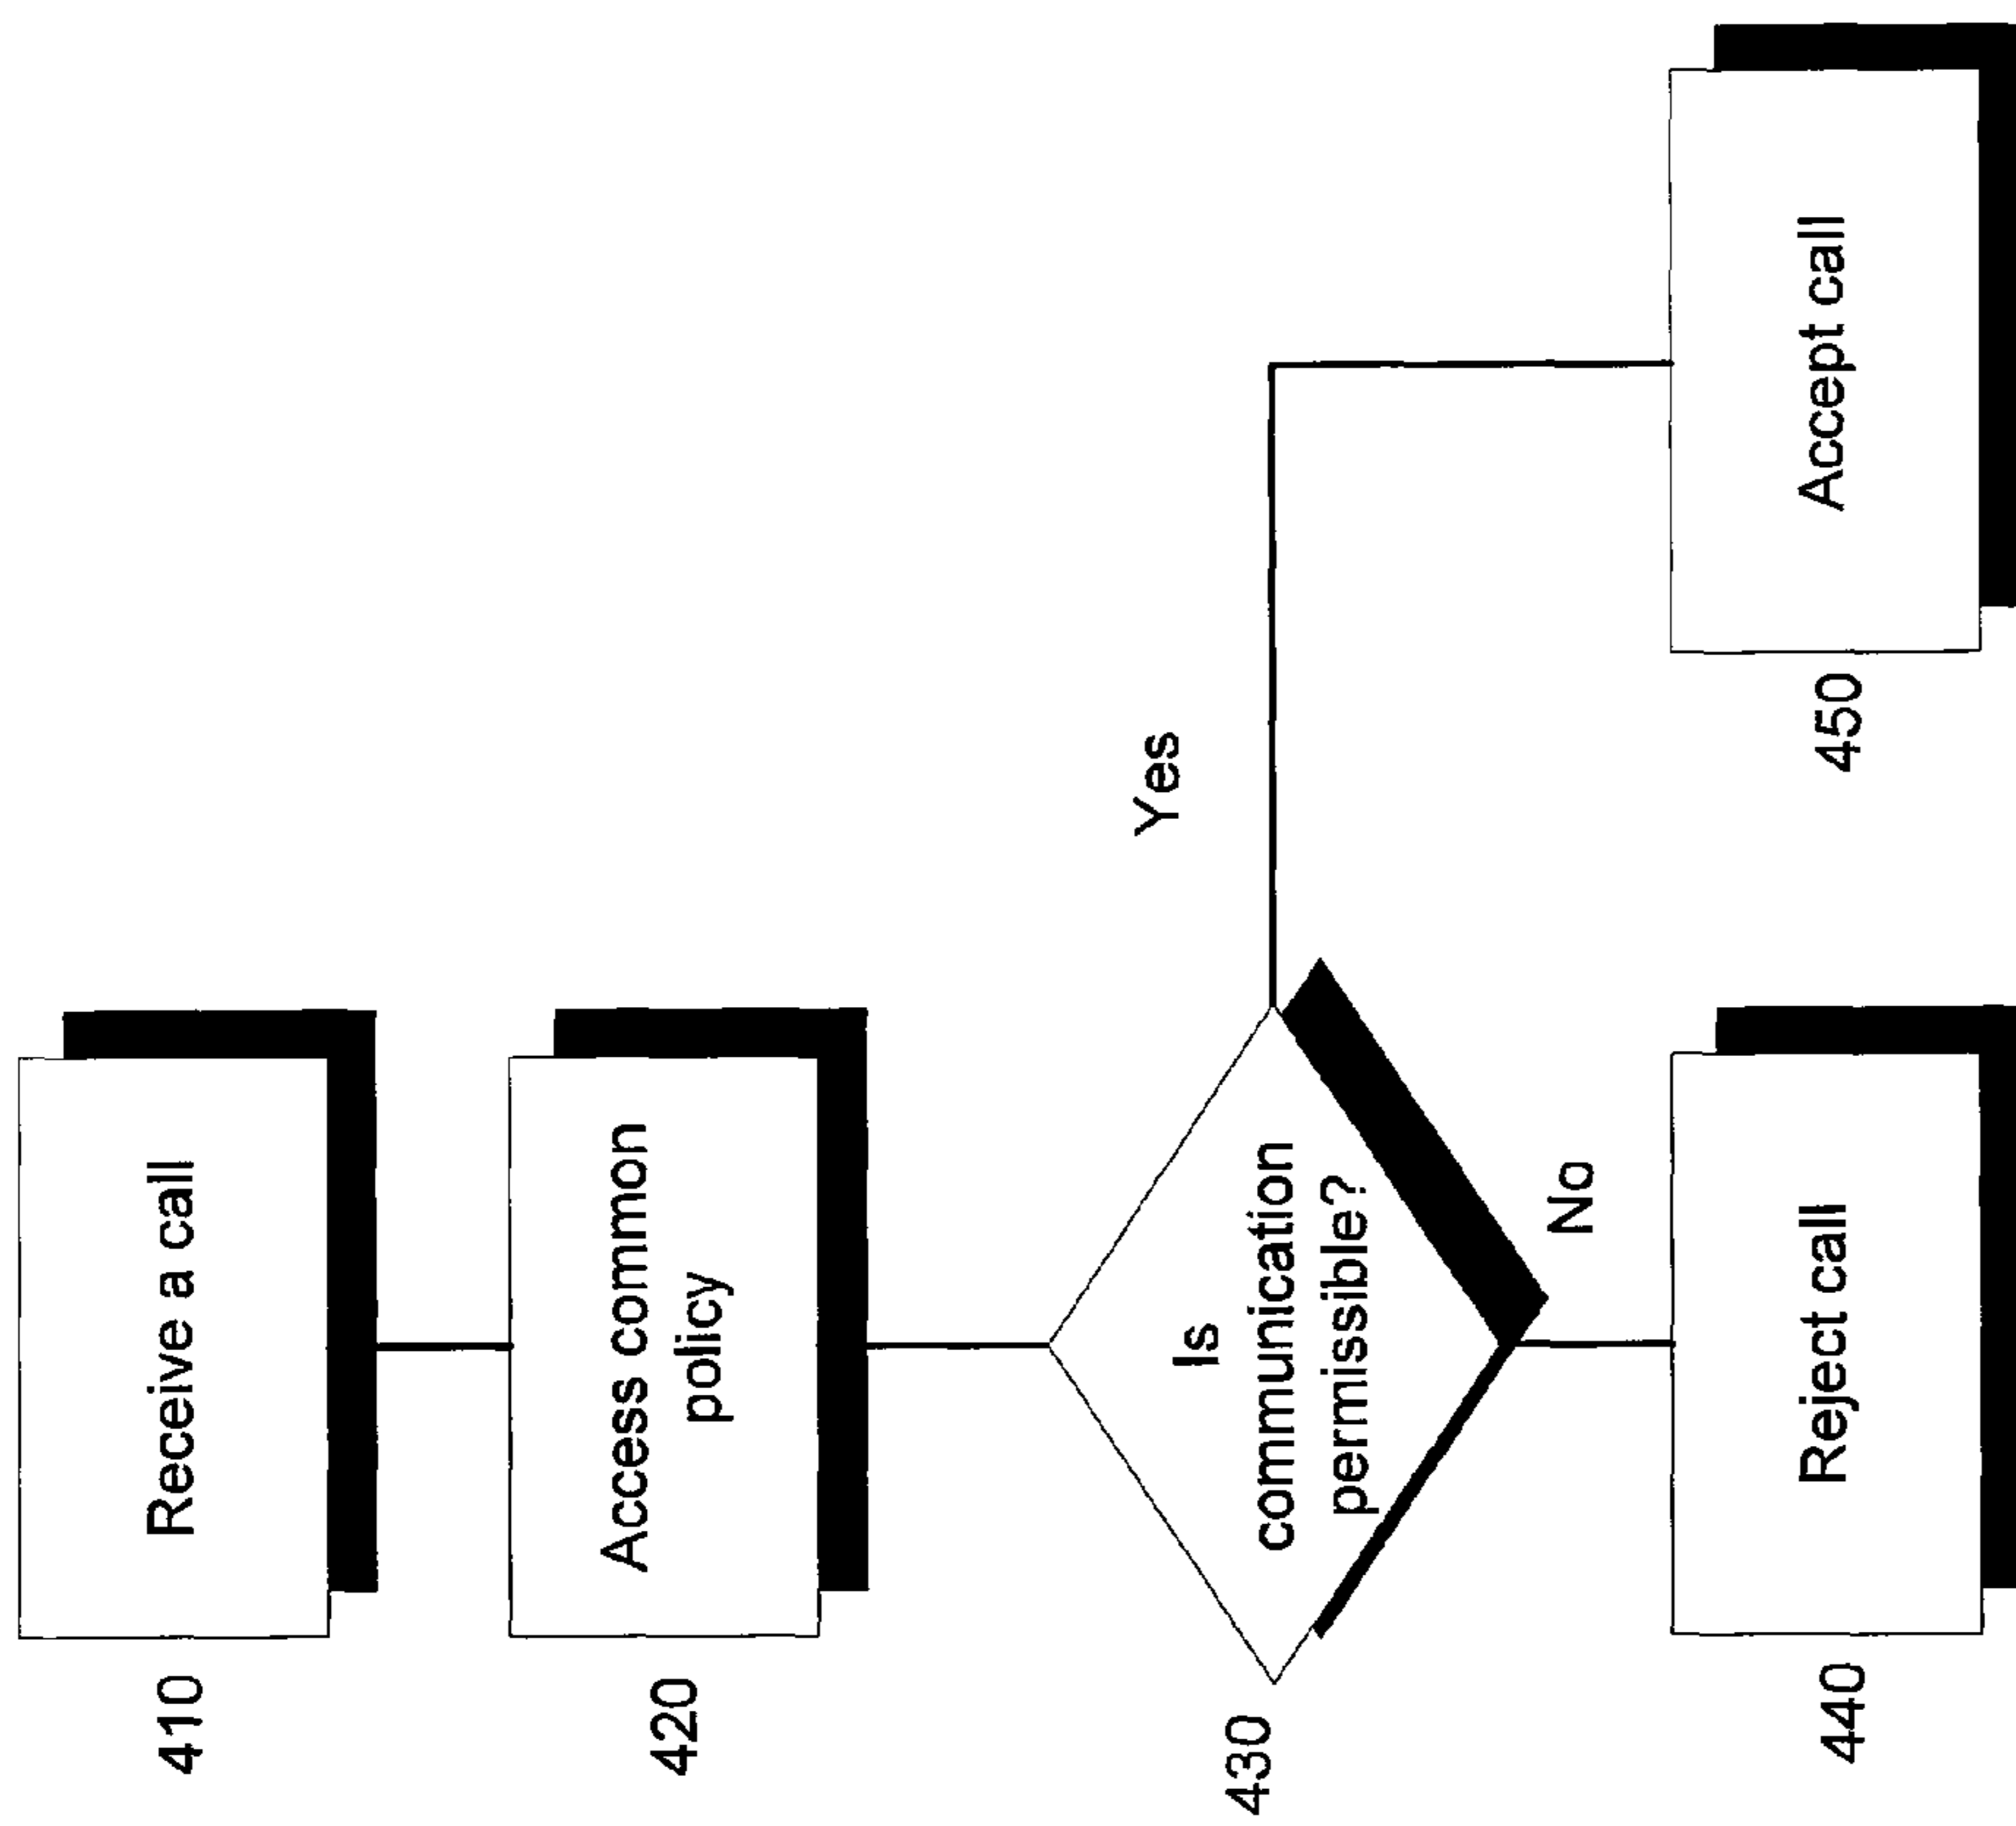 410
Receive a call
420
Access common
policy
430
Is
communication
permissible?
Yes
No
440
Reject call
450
Accept call